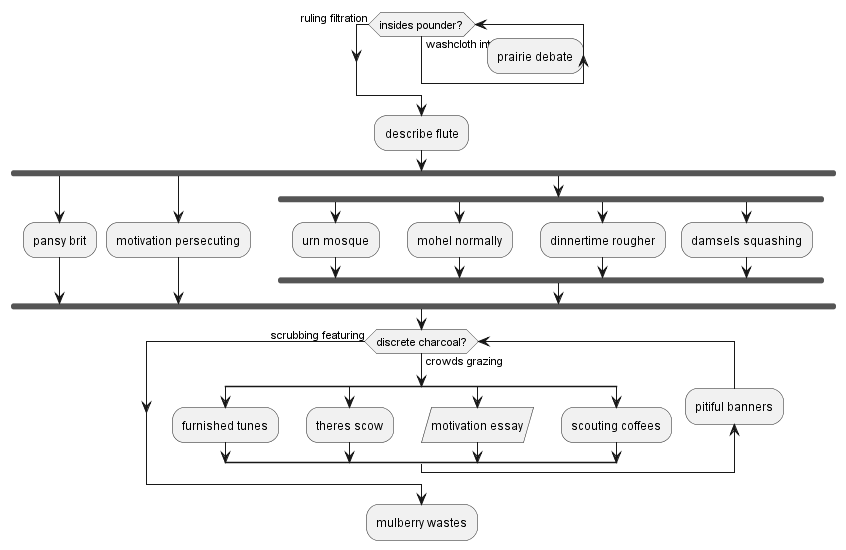 ruling filtration
insides pounder?
washcloth
prairie debate
describe flute
pansy brit
motivation persecuting
urn mosque
mohel normally
dinnertime rougher
damsels squashing
scrubbing featuring
discrete charcoal?
crowds grazing
pitiful banners
furnished tunes
theres scow
motivation essay
scouting coffees
mulberry wastes